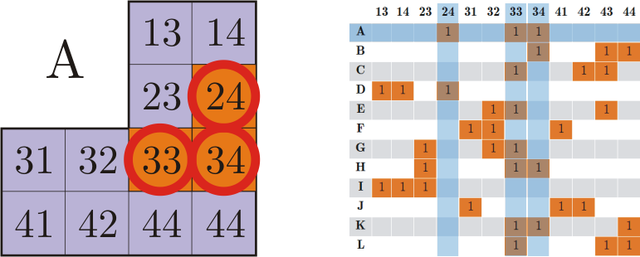 A
13 14
23 24
31 32 33 34
41 42 44 44
13 14 23 24 31 32 33 34 41 42 43 44
A 1 1 1
B 1 1 1
C 1 1 1
D 1 1 1
E 1 1 1
F 1 1 1
G 1 1 1
H 1 1 1
I 1 1 1
J 1 1 1
K 1 1 1
L 1 1 1